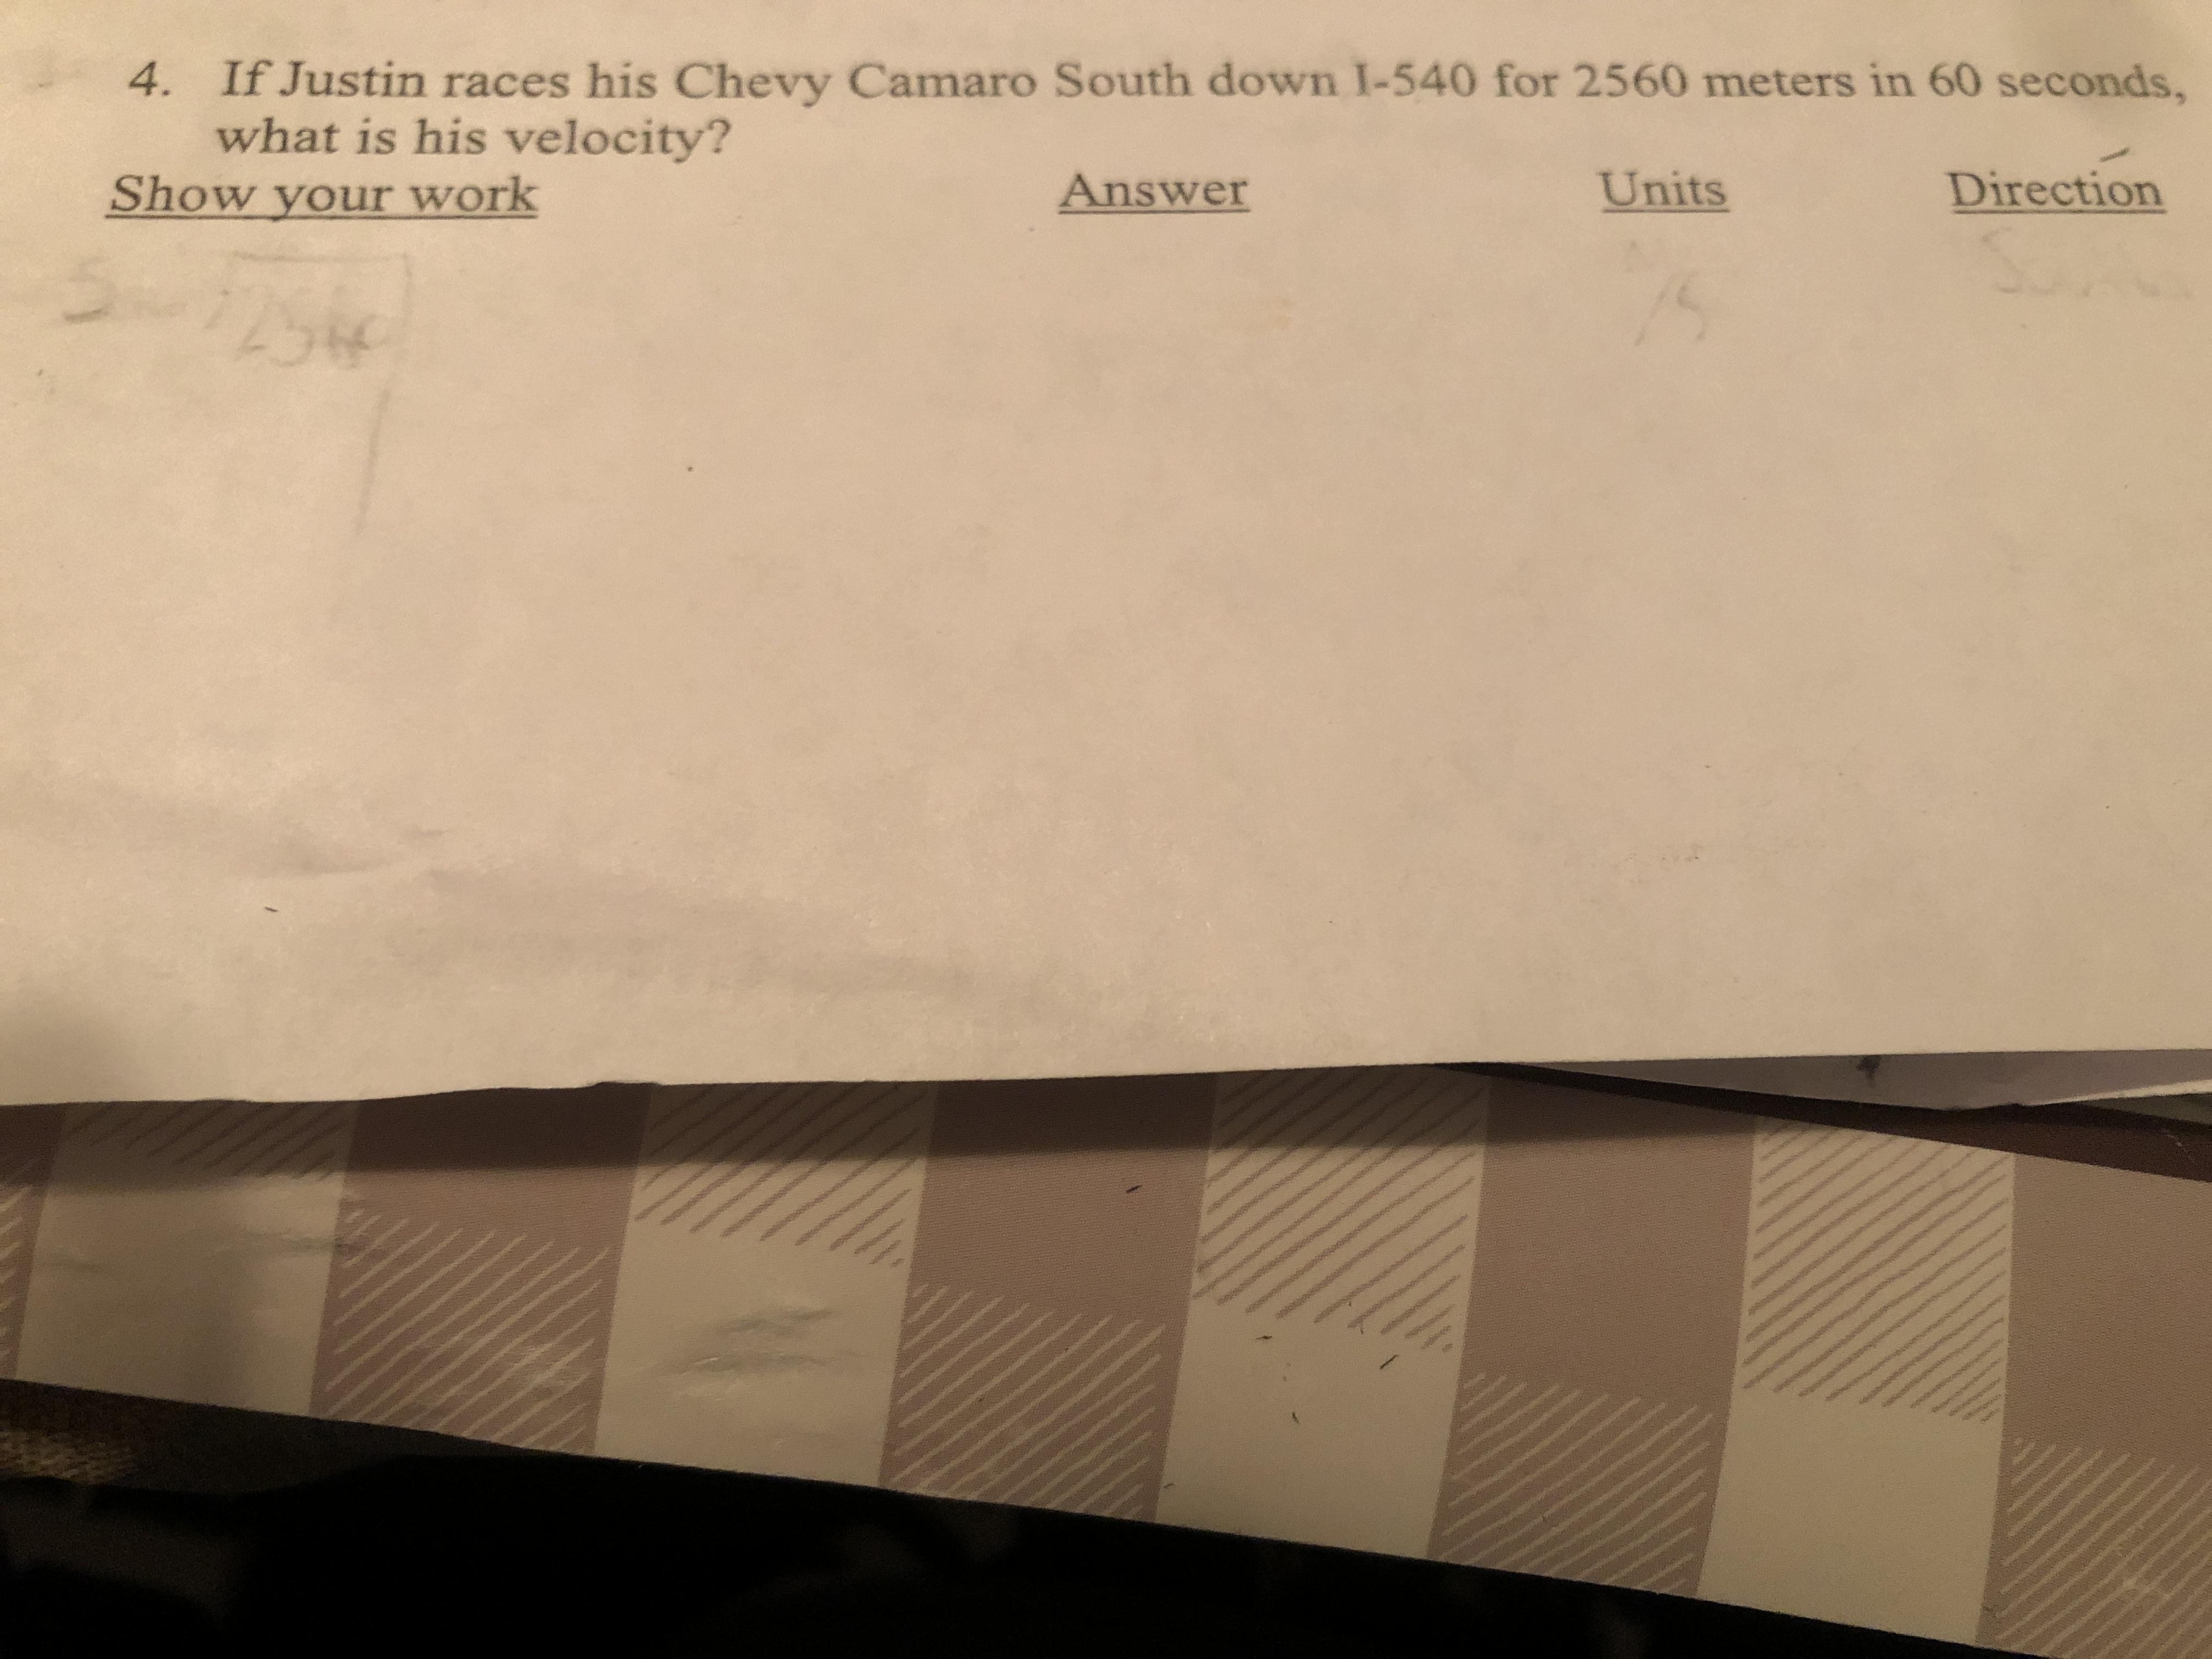 4. If Justin races his Chevy Camaro South down I-540 for 2560 meters in 60 seconds,
what is his velocity?
Show your work Answer Units Direction
/s